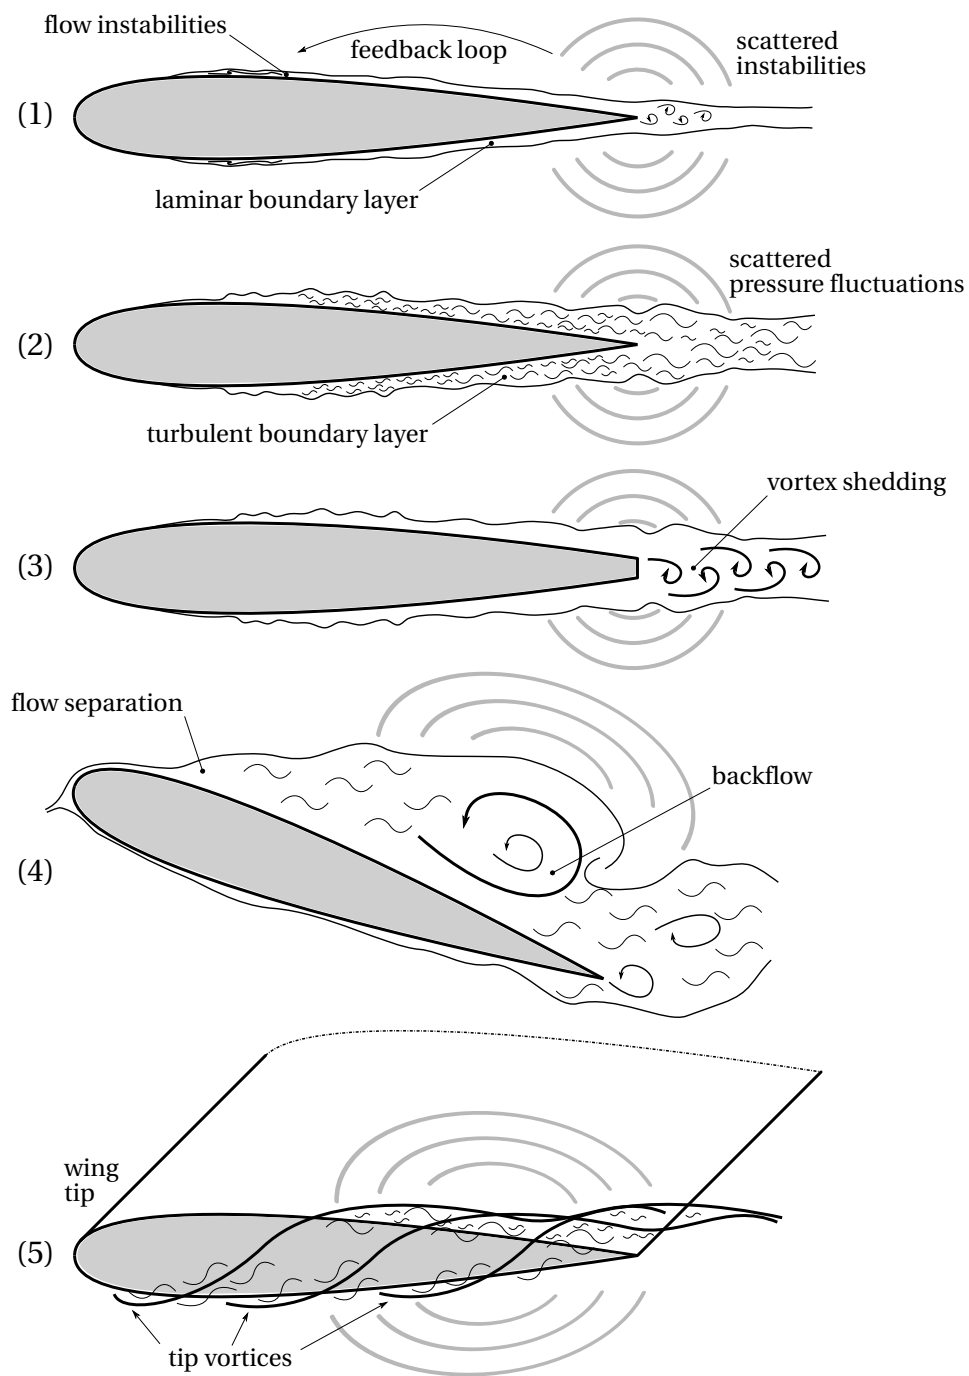 flow instabilities
feedback loop
scattered
instabilities
(1)
laminar boundary layer
scattered
pressure fluctuations
(2)
turbulent boundary layer
vortex shedding
(3)
flow separation
backflow
(4)
wing
tip
(5)
tip vortices